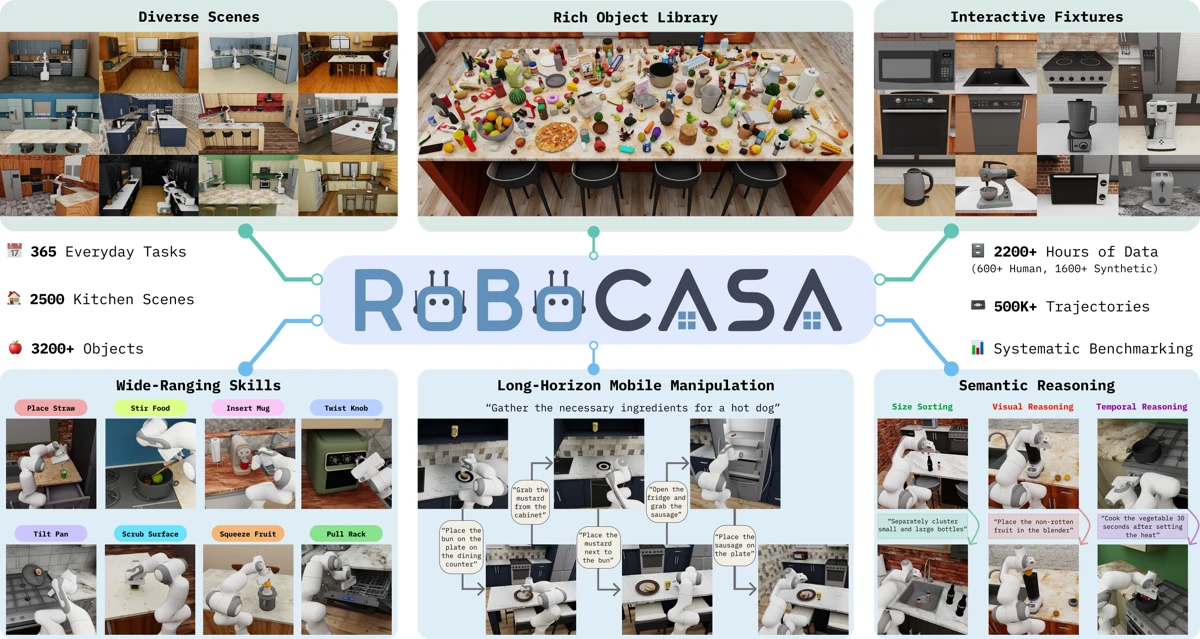 Diverse Scenes
Rich Object Library
Interactive Fixtures
365 Everyday Tasks
2500 Kitchen Scenes
3200+ Objects
ROBOCASA
2200+ Hours of Data
(600+ Human, 1600+ Synthetic)
500K+ Trajectories
Systematic Benchmarking
Wide-Ranging Skills
Place Straw
Stir Food
Insert Mug
Twist Knob
Tilt Pan
Scrub Surface
Squeeze Fruit
Pull Rack
Long-Horizon Mobile Manipulation
“Gather the necessary ingredients for a hot dog”
“Place the
bun on the
plate on
the dining
counter”
“Grab the
mustard
from the
cabinet”
“Place the
mustard
next to
the bun”
“Open the
fridge and
grab the
sausage”
“Place the
sausage on
the plate”
Semantic Reasoning
Size Sorting
Visual Reasoning
Temporal Reasoning
“Separately cluster
small and large bottles”
“Place the non-rotten
fruit in the blender”
“Cook the vegetable 30
seconds after setting
the heat”